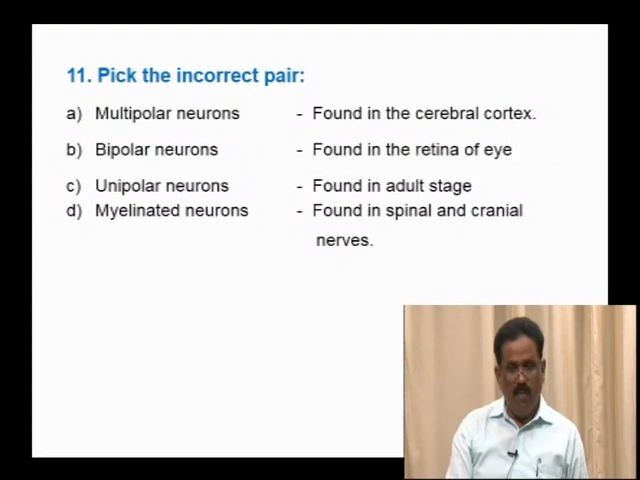 11. Pick the incorrect pair:
a) Multipolar neurons - Found in the cerebral cortex.
b) Bipolar neurons - Found in the retina of eye
c) Unipolar neurons - Found in adult stage
d) Myelinated neurons - Found in spinal and cranial
nerves.